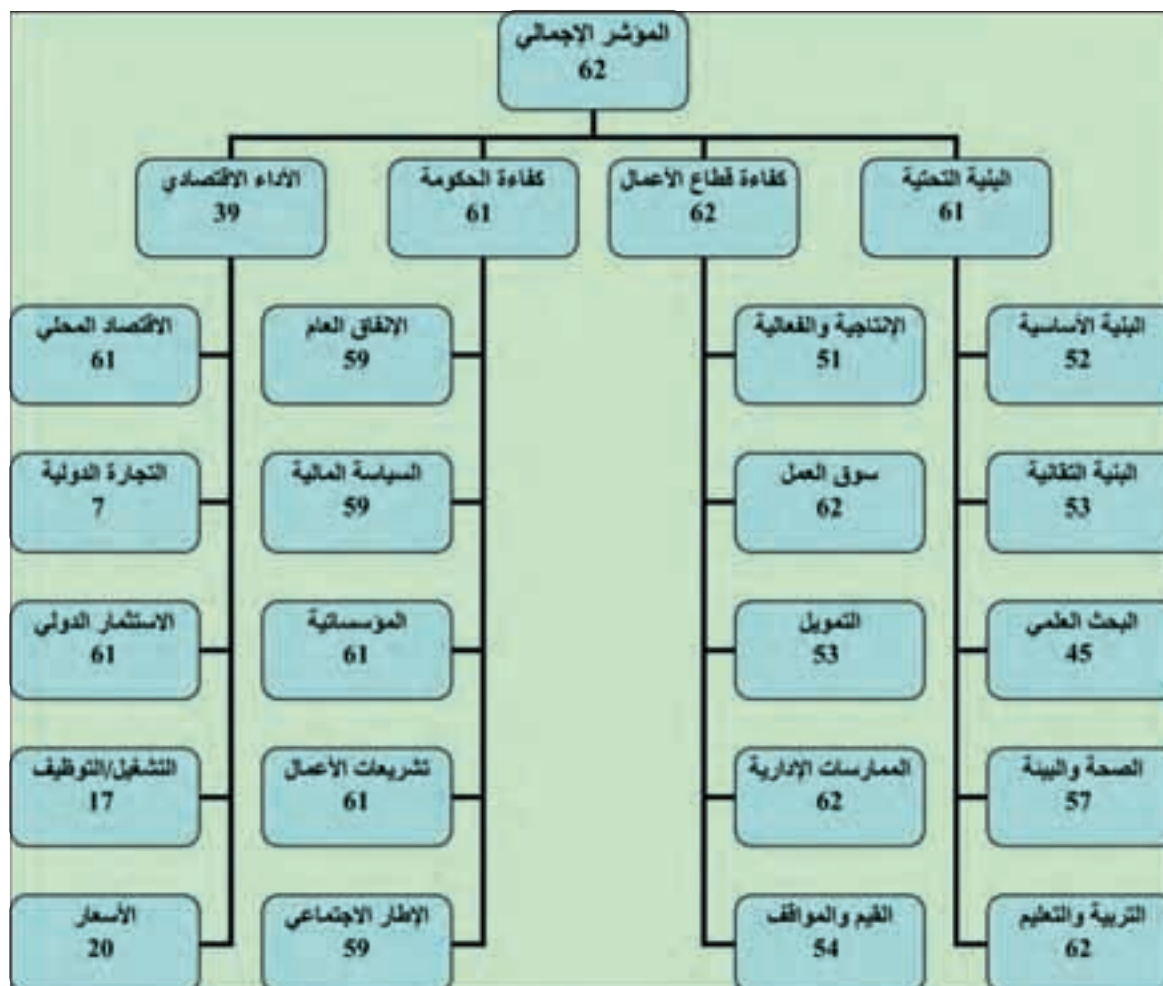 المؤشر الاجمالي
62
البنية التحتية
61
كفاءة قطاع الأعمال
62
كفاءة الحكومة
61
الأداء الاقتصادي
39
البنية الأساسية
52
البنية التقانية
53
البحث العلمي
45
الصحة والبيئة
57
التربية والتعليم
62
الإنتاجية والفعالية
51
سوق العمل
62
التمويل
53
الممارسات الإدارية
62
القيم والمواقف
54
الإنفاق العام
59
السياسة المالية
59
المؤسساتية
61
تشريعات الأعمال
61
الإطار الاجتماعي
59
الاقتصاد المحلي
61
التجارة الدولية
7
الاستثمار الدولي
61
التشغيل/التوظيف
17
الأسعار
20